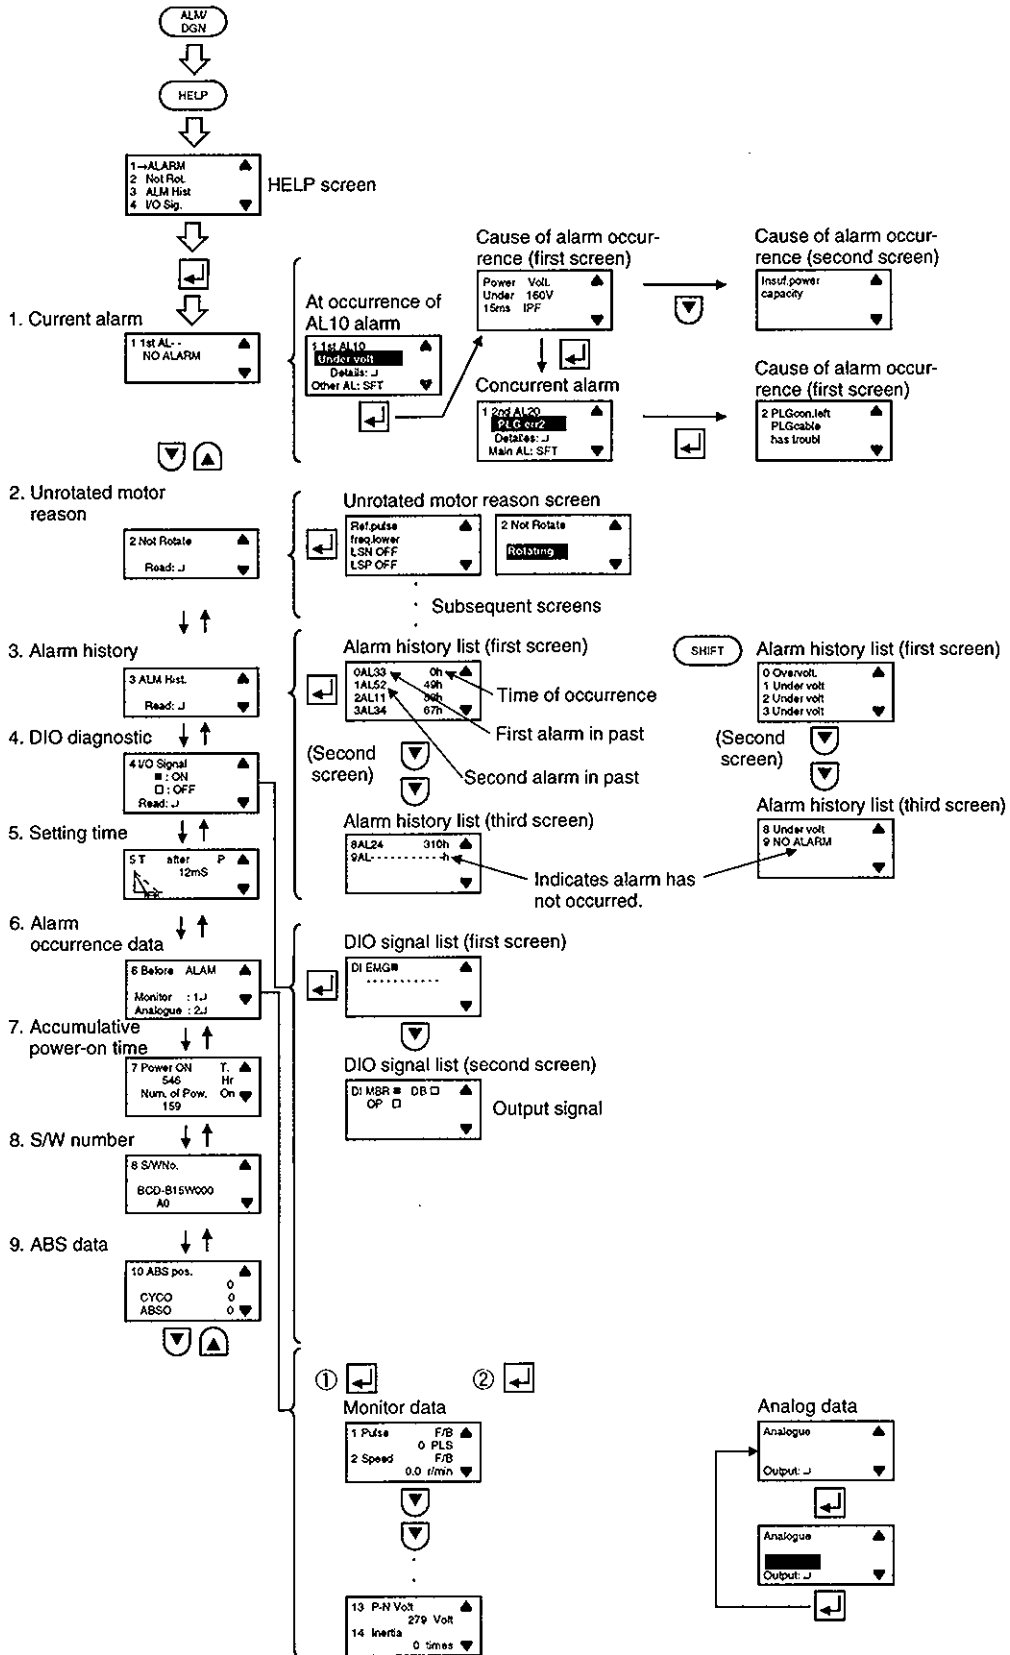 ALM/
DGN
HELP
1→ALARM
2 Not Rot.
3 ALM Hist
4 I/O Sig.
HELP screen
1. Current alarm
1 1st AL- -
NO ALARM
At occurrence of
AL10 alarm
1 1st AL10
Under volt
Details: ↵
Other AL: SFT
Cause of alarm occur-
rence (first screen)
Power Volt.
Under 160V
15ms IPF
Cause of alarm occur-
rence (second screen)
Insuf.power
capacity
Concurrent alarm
1 2nd AL20
PLG err2
Detailes: ↵
Main AL: SFT
Cause of alarm occur-
rence (first screen)
2 PLGcon.left
PLGcable
has troubl
2. Unrotated motor
reason
2 Not Rotate
Read: ↵
Unrotated motor reason screen
Ref.pulse
freq.lower
LSN OFF
LSP OFF
2 Not Rotate
Rotating
Subsequent screens
3. Alarm history
3 ALM Hist.
Read: ↵
Alarm history list (first screen)
0AL33 0h
1AL52 49h
2AL11
3AL34 67h
Time of occurrence
First alarm in past
Second alarm in past
(Second
screen)
SHIFT
Alarm history list (first screen)
0 Overvolt.
1 Under volt
2 Under volt
3 Under volt
(Second
screen)
Alarm history list (third screen)
8AL24 310h
9AL- - - - - - - - - -h
Alarm history list (third screen)
8 Under volt
9 NO ALARM
Indicates alarm has
not occurred.
4. DIO diagnostic
4 I/O Signal
■ : ON
□ : OFF
Read: ↵
5. Setting time
5 T after P
12mS
6. Alarm
occurrence data
6 Before ALAM
Monitor : 1↵
Analogue : 2↵
DIO signal list (first screen)
DI EMG■
- - - - - - - - - - -
DIO signal list (second screen)
DI MBR ■ DB □
OP □
Output signal
7. Accumulative
power-on time
7 Power ON T.
546 Hr
Num. of Pow. On
159
8. S/W number
8 S/WNo.
BCD-B15W000
A0
9. ABS data
10 ABS pos.
0
CYCO 0
ABSO 0
①
②
Monitor data
1 Pulse F/B
0 PLS
2 Speed F/B
0.0 r/min
13 P-N Volt
279 Volt
14 Inertia
0 times
Analog data
Analogue
Output: ↵
Analogue
Output: ↵